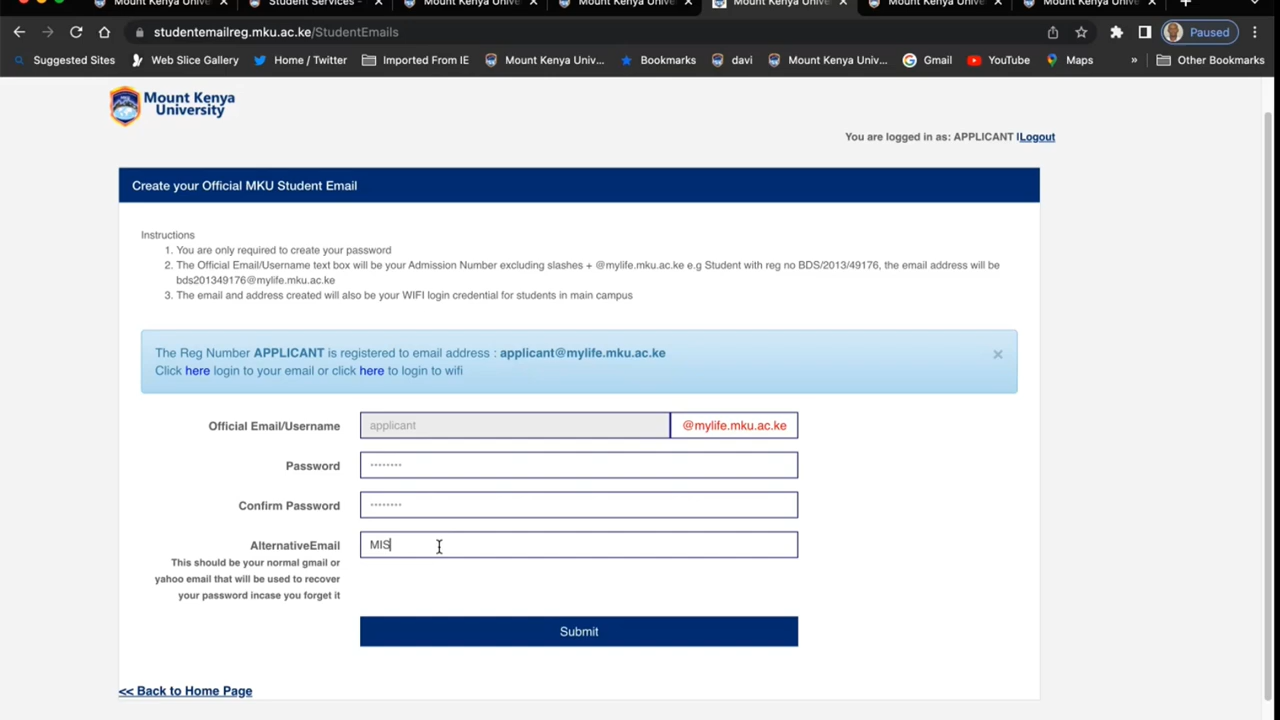 Mount Kenya Univer
Student Services -
Mount Kenya Unive
Mount Kenya Unive
Mount Kenya Unive
Mount Kenya Unive
Mount Kenya Unive
studentemailreg.mku.ac.ke/StudentEmails
Paused
Suggested Sites
Web Slice Gallery
Home / Twitter
Imported From IE
Mount Kenya Univ...
Bookmarks
davi
Mount Kenya Univ...
Gmail
YouTube
Maps
»
Other Bookmarks
Mount Kenya
University
You are logged in as: APPLICANT |Logout
Create your Official MKU Student Email
Instructions
1. You are only required to create your password
2. The Official Email/Username text box will be your Admission Number excluding slashes + @mylife.mku.ac.ke e.g Student with reg no BDS/2013/49176, the email address will be
bds201349176@mylife.mku.ac.ke
3. The email and address created will also be your WIFI login credential for students in main campus
The Reg Number APPLICANT is registered to email address : applicant@mylife.mku.ac.ke
Click here login to your email or click here to login to wifi
×
Official Email/Username
applicant
@mylife.mku.ac.ke
Password
••••••••
Confirm Password
••••••••
AlternativeEmail
MIS
This should be your normal gmail or
yahoo email that will be used to recover
your password incase you forget it
Submit
<< Back to Home Page